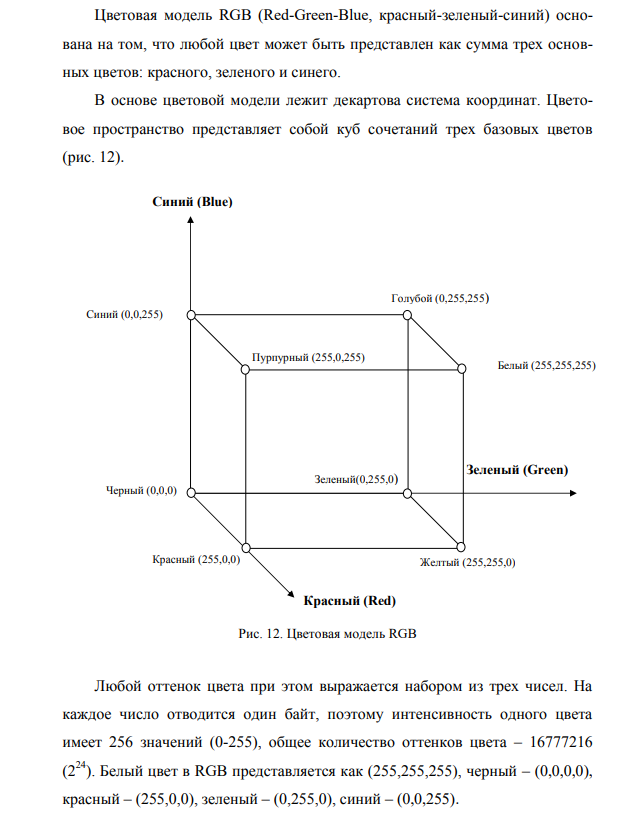 Цветовая модель RGB (Red-Green-Blue, красный-зеленый-синий) осно-
вана на том, что любой цвет может быть представлен как сумма трех основ-
ных цветов: красного, зеленого и синего.
В основе цветовой модели лежит декартова система координат. Цвето-
вое пространство представляет собой куб сочетаний трех базовых цветов
(рис. 12).
Синий (Blue)
Голубой (0,255,255)
Синий (0,0,255)
Пурпурный (255,0,255)
Белый (255,255,255)
Зеленый (Green)
Зеленый(0,255,0)
Черный (0,0,0)
Красный (255,0,0)
Желтый (255,255,0)
Красный (Red)
Рис. 12. Цветовая модель RGB
Любой оттенок цвета при этом выражается набором из трех чисел. На
каждое число отводится один байт, поэтому интенсивность одного цвета
имеет 256 значений (0-255), общее количество оттенков цвета – 16777216
(2²⁴). Белый цвет в RGB представляется как (255,255,255), черный – (0,0,0,0),
красный – (255,0,0), зеленый – (0,255,0), синий – (0,0,255).